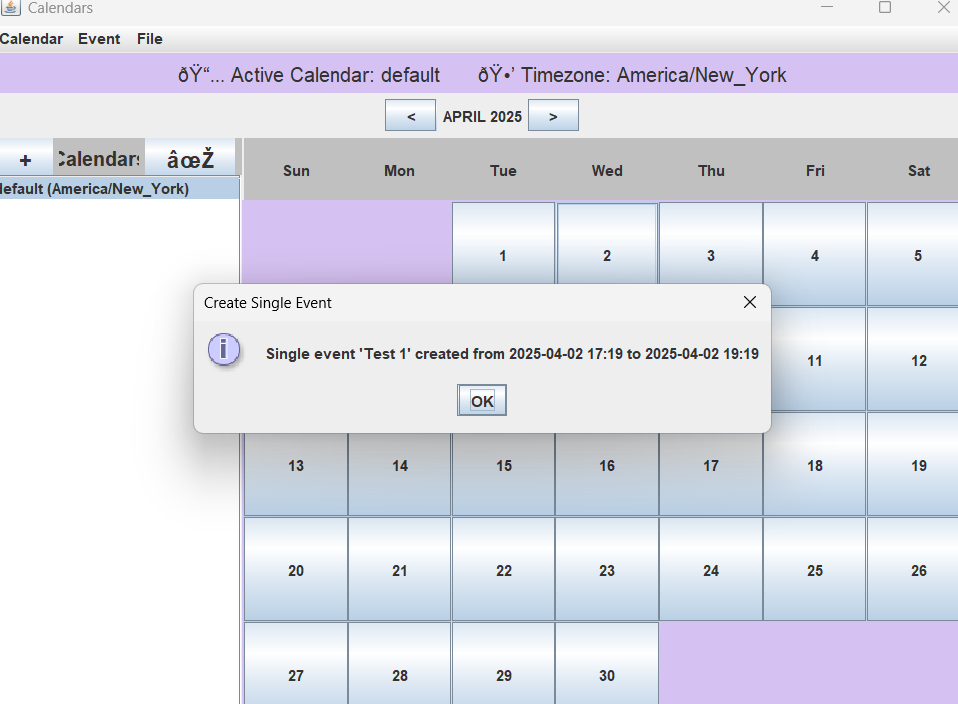 Calendars
Calendar Event File
ðŸ“… Active Calendar: default ðŸ•’ Timezone: America/New_York
< APRIL 2025 >
+ Calendars âœŽ
default (America/New_York)
Sun Mon Tue Wed Thu Fri Sat
1 2 3 4 5
Create Single Event
Single event 'Test 1' created from 2025-04-02 17:19 to 2025-04-02 19:19
OK
11 12
13 14 15 16 17 18 19
20 21 22 23 24 25 26
27 28 29 30